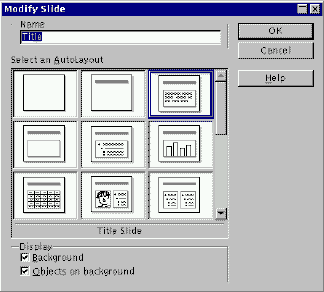 Modify Slide
Name
Title
OK
Cancel
Help
Select an AutoLayout
Title Slide
Display
Background
Objects on background